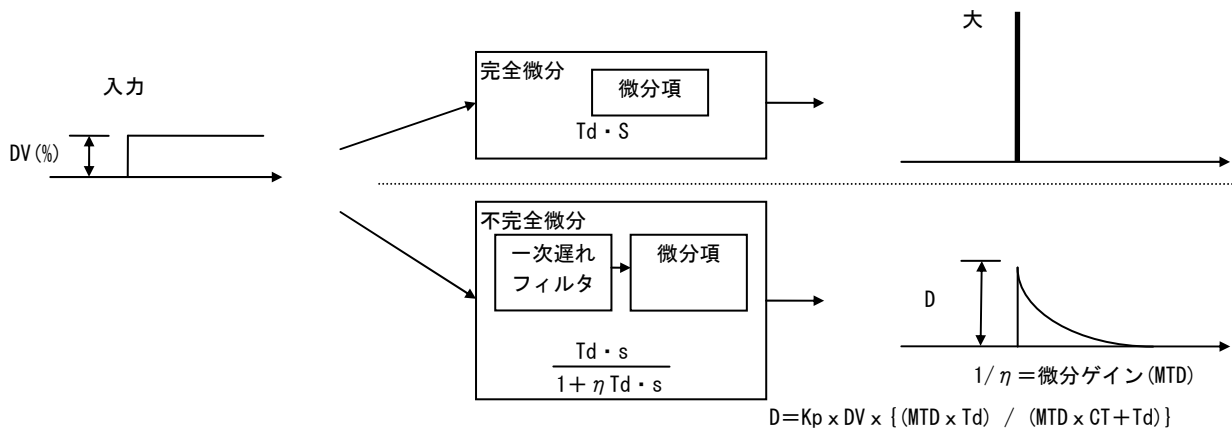 大
完全微分
微分項
Td・S
入力
DV(%)
不完全微分
一次遅れ
フィルタ
微分項
Td・s
1+ηTd・s
D
1/η=微分ゲイン(MTD)
D=Kp x DV x {(MTD x Td) / (MTD x CT+Td)}